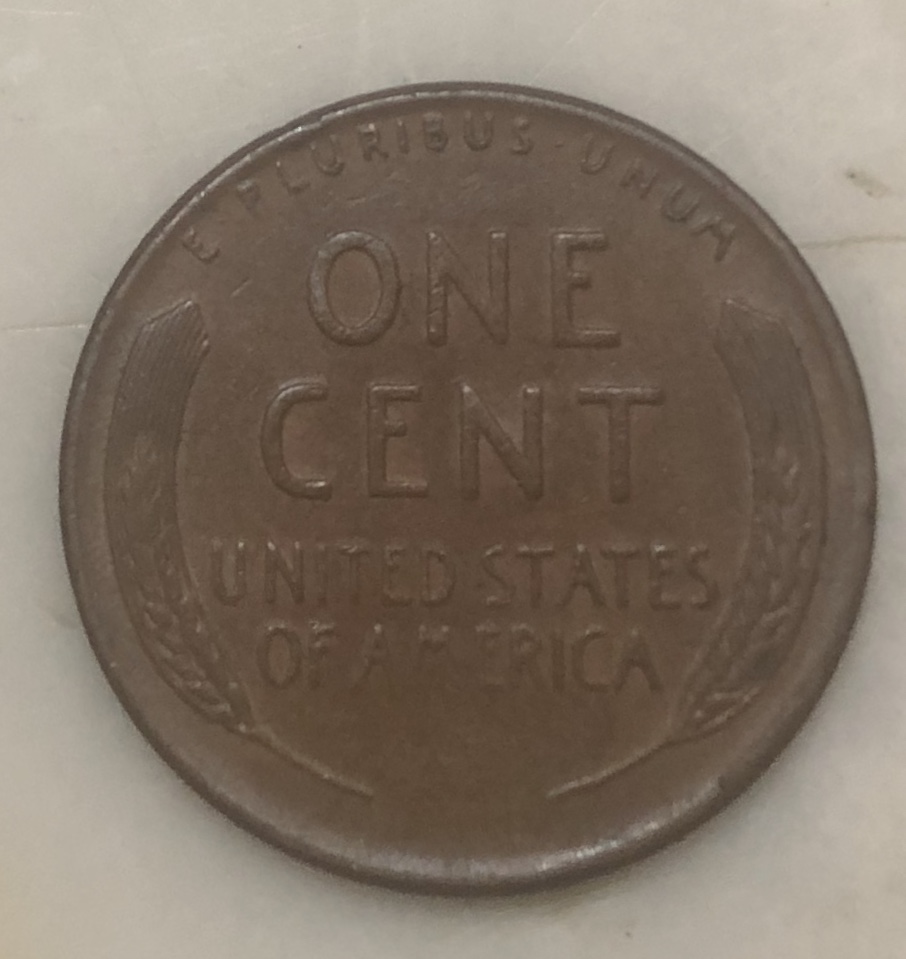 E PLURIBUS · UNUM
ONE
CENT
UNITED STATES
OF AMERICA